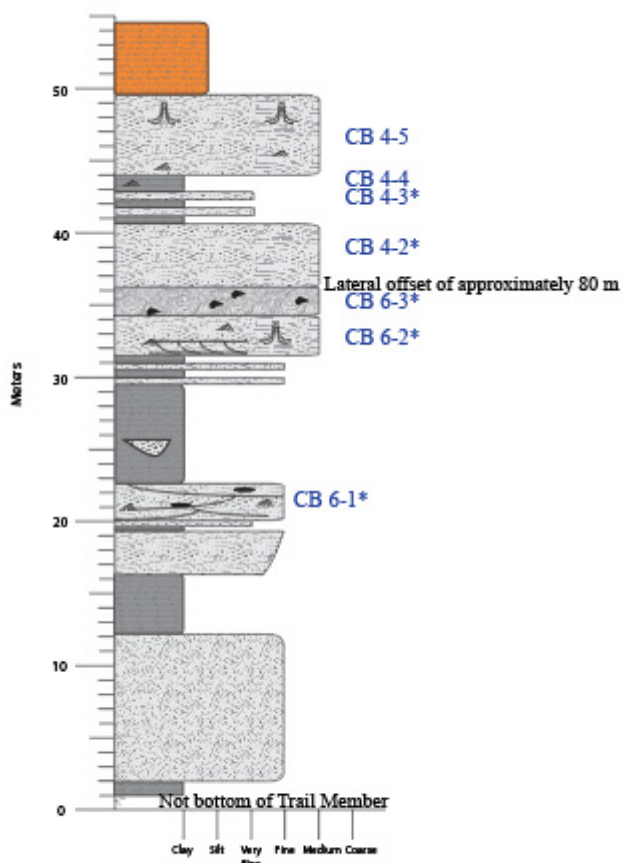 50
CB 4-5
CB 4-4
CB 4-3*
40
CB 4-2*
Lateral offset of approximately 80 m
CB 6-3*
CB 6-2*
Meters
30
CB 6-1*
20
10
Not bottom of Trail Member
0
Clay Silt Very Fine Medium Coarse